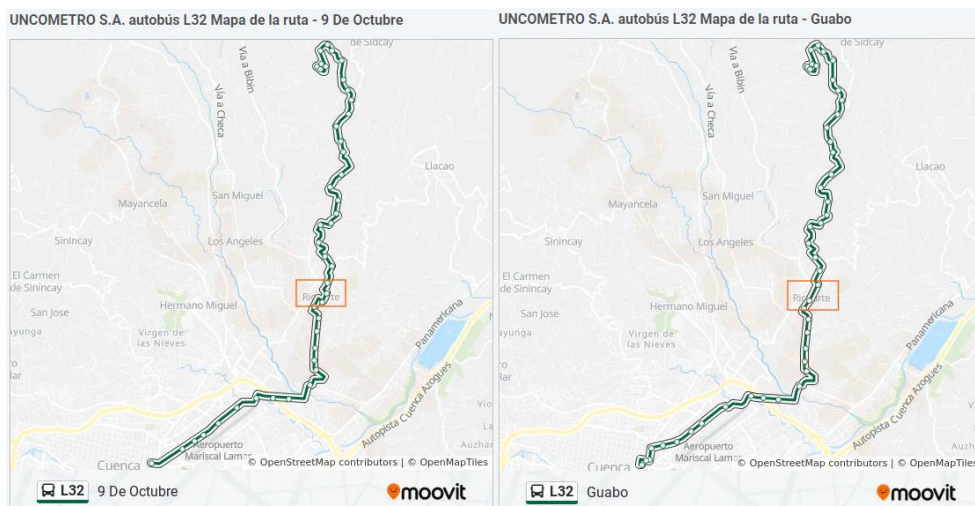 UNCOMETRO S.A. autobús L32 Mapa de la ruta - 9 De Octubre
de Sidcay
Vía a Bibin
Vía a Checa
Llacao
San Miguel
Mayancela
Sinincay
Los Angeles
El Carmen
de Sinincay
Hermano Miguel
San Jose
Virgen de
las Nieves
Panamericana
Autopista Cuenca Azogues
Aeropuerto
Mariscal Lamar
Cuenca
© OpenStreetMap contributors | © OpenMapTiles
L32 9 De Octubre
moovit
UNCOMETRO S.A. autobús L32 Mapa de la ruta - Guabo
de Sidcay
Vía a Bibin
Vía a Checa
Llacao
San Miguel
Mayancela
Sinincay
Los Angeles
El Carmen
de Sinincay
Hermano Miguel
San Jose
Virgen de
las Nieves
Panamericana
Autopista Cuenca Azogues
Aeropuerto
Mariscal Lamar
Cuenca
© OpenStreetMap contributors | © OpenMapTiles
L32 Guabo
moovit